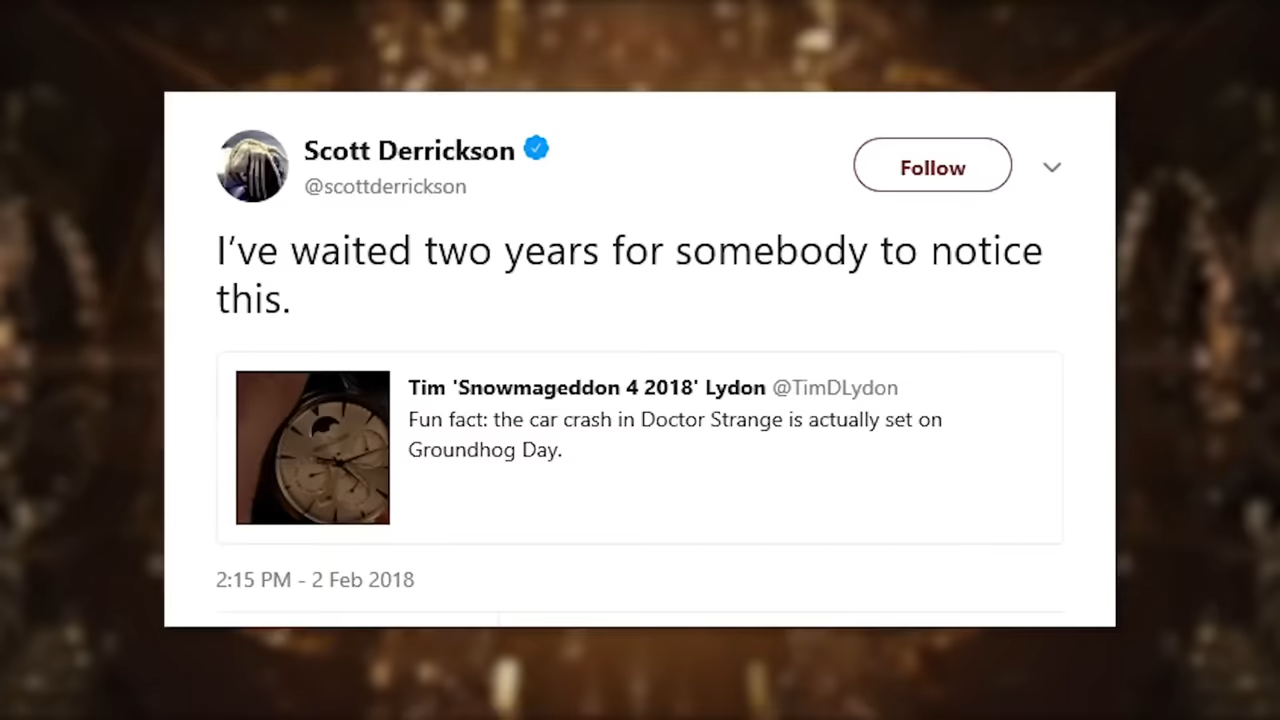 Scott Derrickson
@scottderrickson
Follow
I’ve waited two years for somebody to notice
this.
Tim 'Snowmageddon 4 2018' Lydon @TimDLydon
Fun fact: the car crash in Doctor Strange is actually set on
Groundhog Day.
2:15 PM - 2 Feb 2018